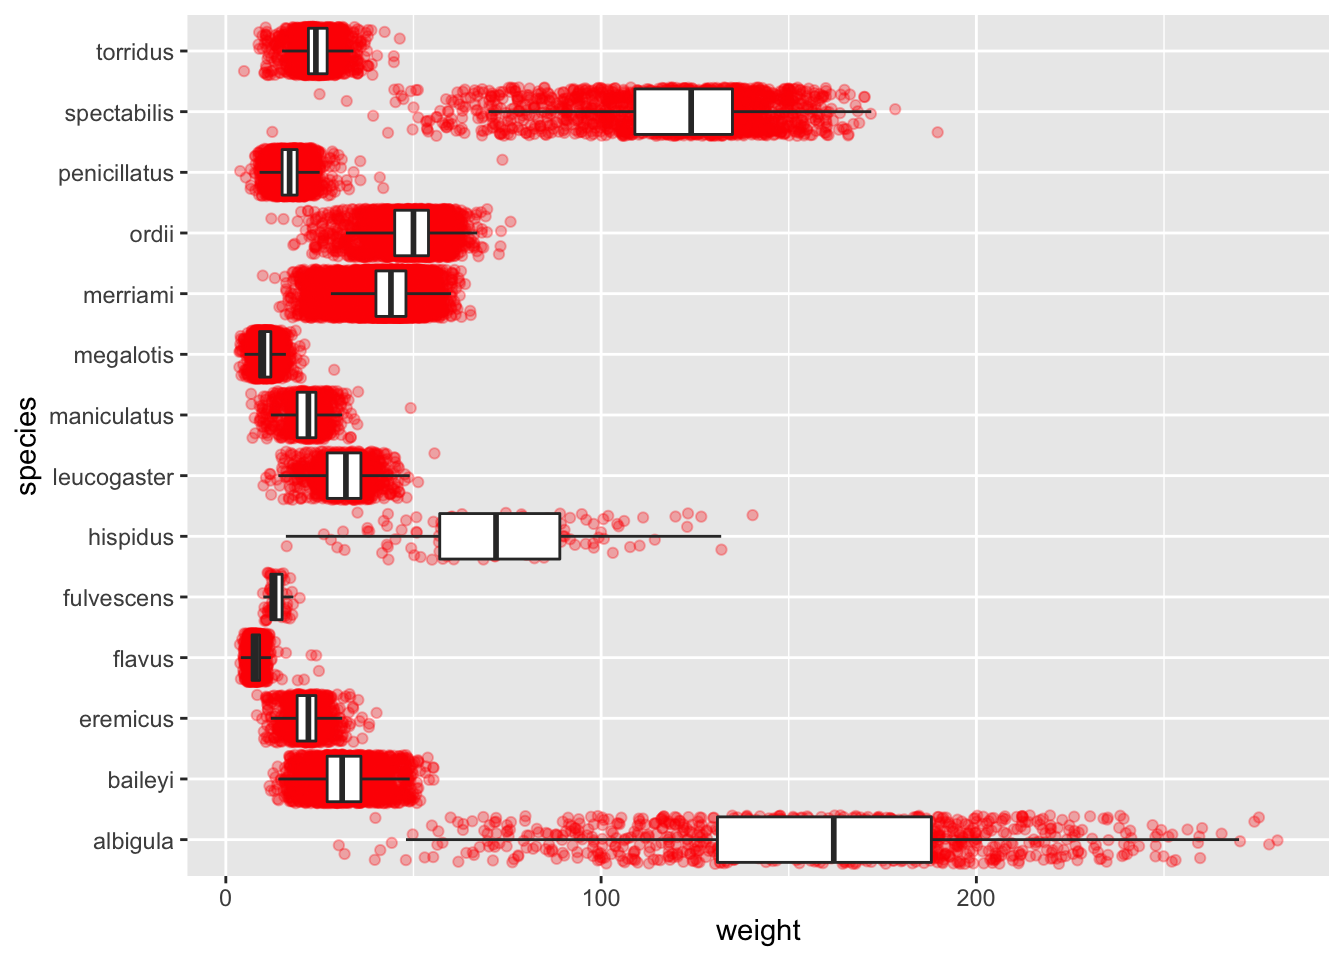 torridus
spectabilis
penicillatus
ordii
merriami
megalotis
maniculatus
leucogaster
hispidus
fulvescens
flavus
eremicus
baileyi
albigula
species
0 100 200
weight